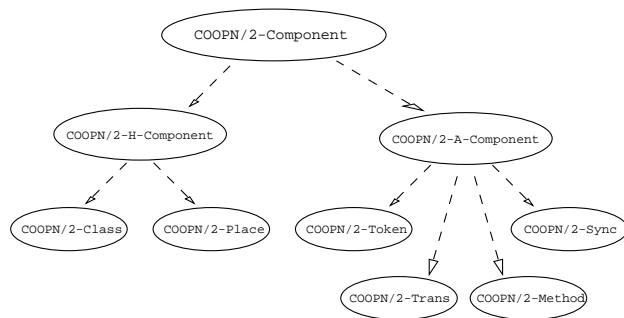 COOPN/2-Component
COOPN/2-H-Component
COOPN/2-A-Component
COOPN/2-Class
COOPN/2-Place
COOPN/2-Token
COOPN/2-Sync
COOPN/2-Trans
COOPN/2-Method